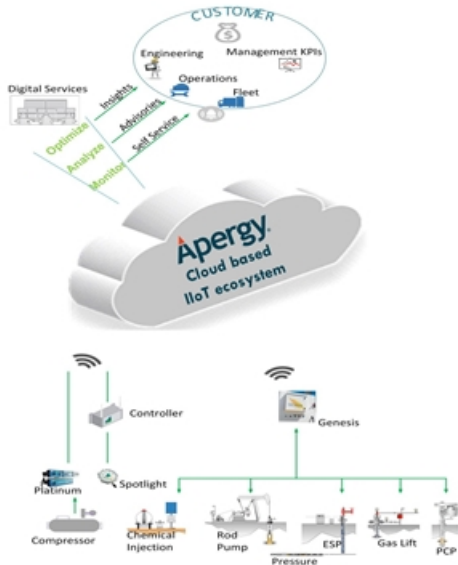 CUSTOMER
Engineering
Management KPIs
Operations
Fleet
Digital Services
Optimize
Insights
Analyze
Advisories
Monitor
Self Service
Apergy
Cloud based
IIoT ecosystem
Controller
Genesis
Platinum
Spotlight
Compressor
Chemical
Injection
Rod
Pump
ESP
Pressure
Gas Lift
PCP